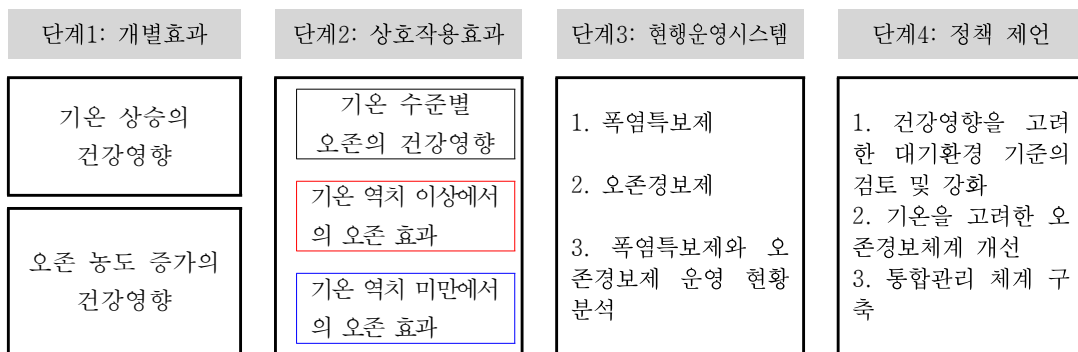 단계1: 개별효과
기온 상승의
건강영향
오존 농도 증가의
건강영향
단계2: 상호작용효과
기온 수준별
오존의 건강영향
기온 역치 이상에서
의 오존 효과
기온 역치 미만에서
의 오존 효과
단계3: 현행운영시스템
1. 폭염특보제
2. 오존경보제
3. 폭염특보제와 오
존경보제 운영 현황
분석
단계4: 정책 제언
1. 건강영향을 고려
한 대기환경 기준의
검토 및 강화
2. 기온을 고려한 오
존경보체계 개선
3. 통합관리 체계 구
축